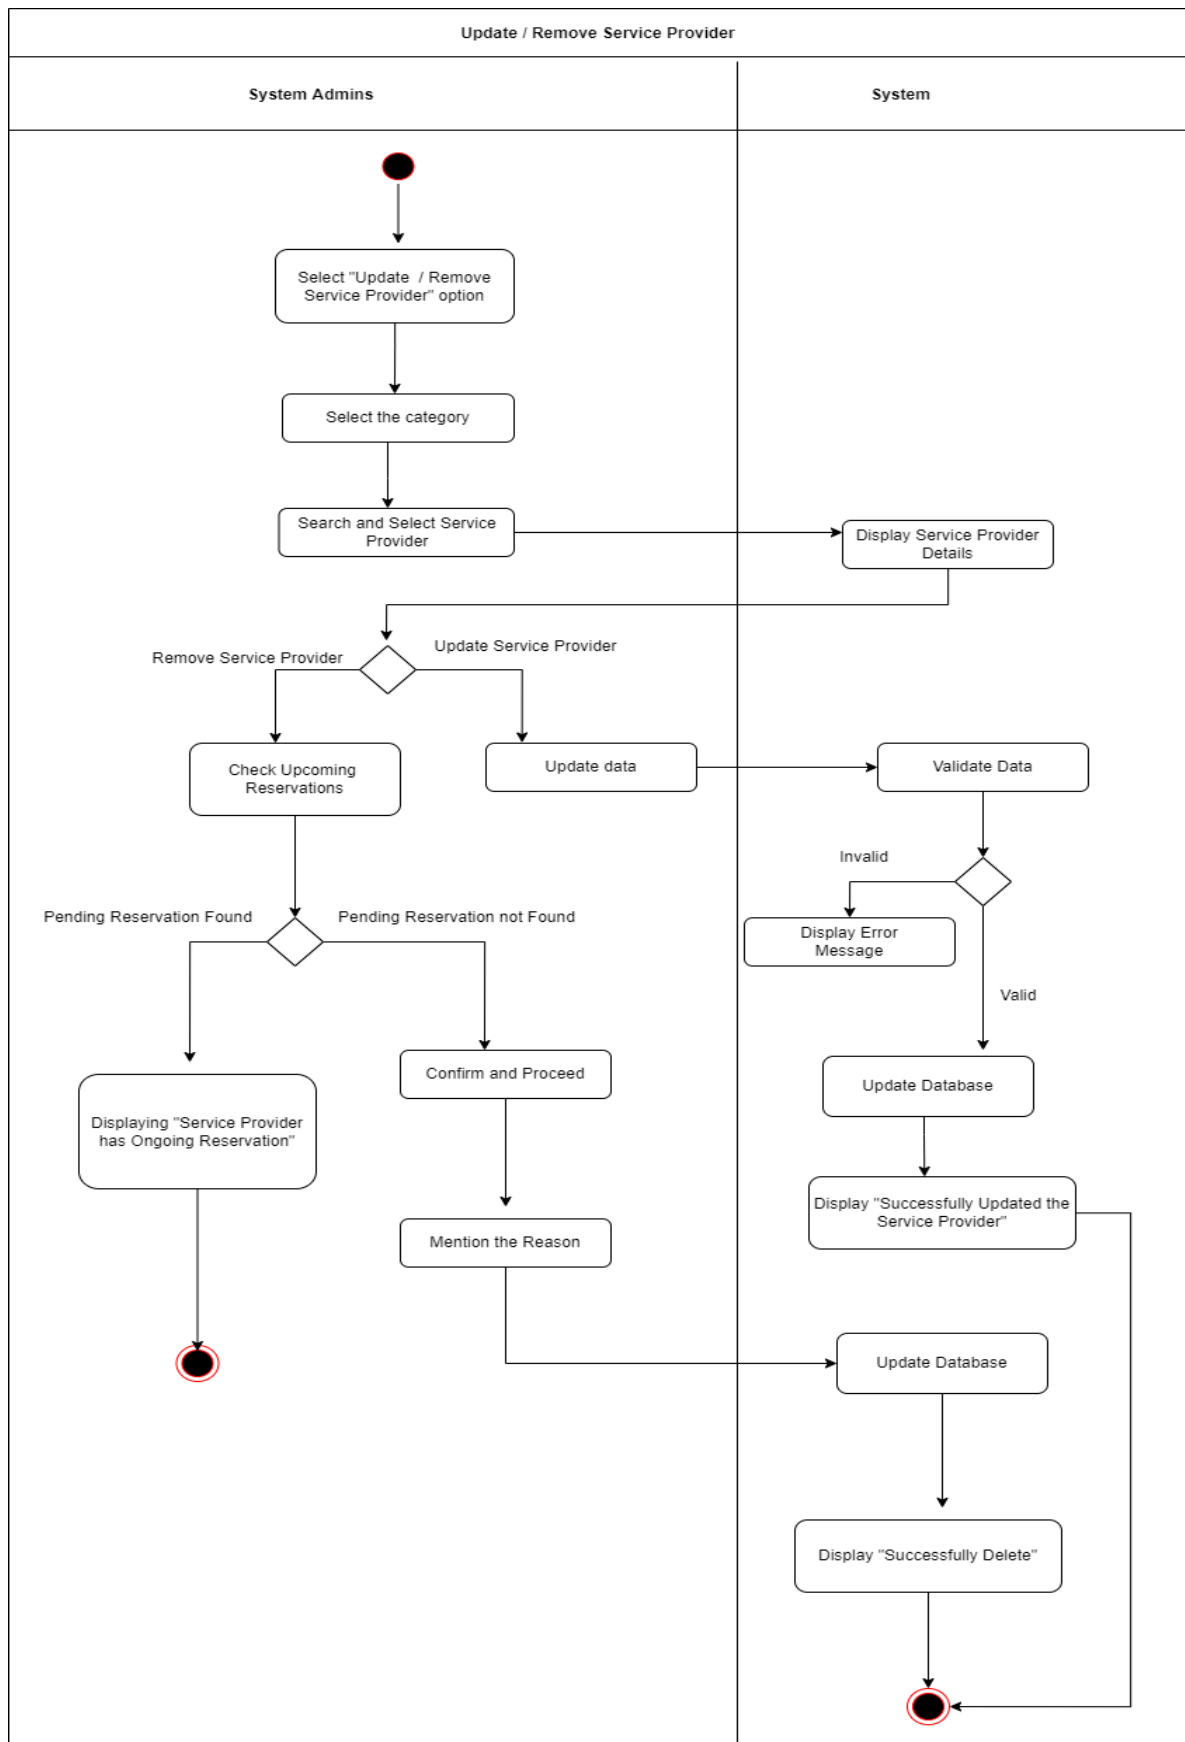 Update / Remove Service Provider
System Admins
System
Select "Update / Remove
Service Provider" option
Select the category
Search and Select Service
Provider
Display Service Provider
Details
Remove Service Provider
Update Service Provider
Check Upcoming
Reservations
Update data
Validate Data
Invalid
Pending Reservation Found
Pending Reservation not Found
Display Error
Message
Valid
Confirm and Proceed
Update Database
Displaying "Service Provider
has Ongoing Reservation"
Display "Successfully Updated the
Service Provider"
Mention the Reason
Update Database
Display "Successfully Delete"